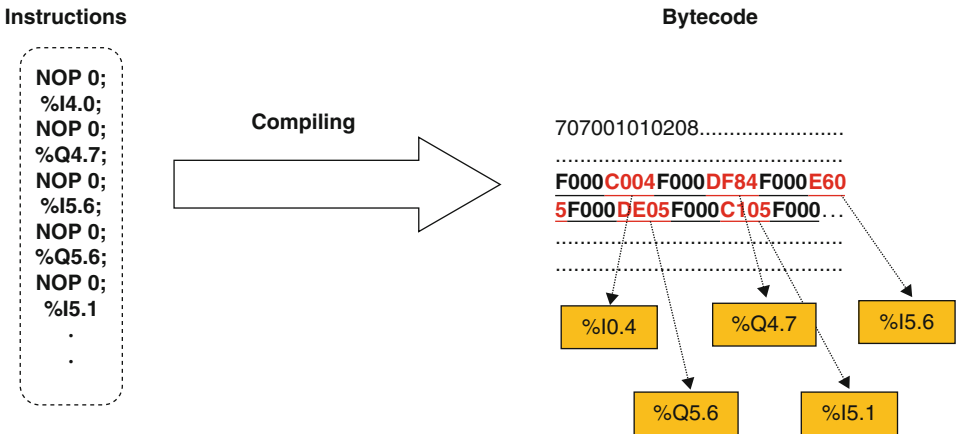 Instructions
NOP 0;
%I4.0;
NOP 0;
%Q4.7;
NOP 0;
%I5.6;
NOP 0;
%Q5.6;
NOP 0;
%I5.1
.
.
Compiling
Bytecode
707001010208........................
................................................
F000C004F000DF84F000E60
5F000DE05F000C105F000...
................................................
................................................
%I0.4
%Q4.7
%I5.6
%Q5.6
%I5.1